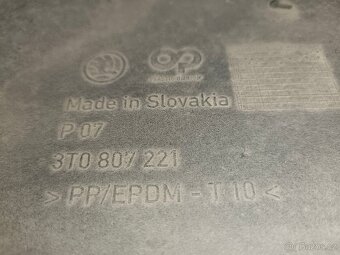 Made in Slovakia
P 07
3T0 807 221
> PP/EPDM - T10 <